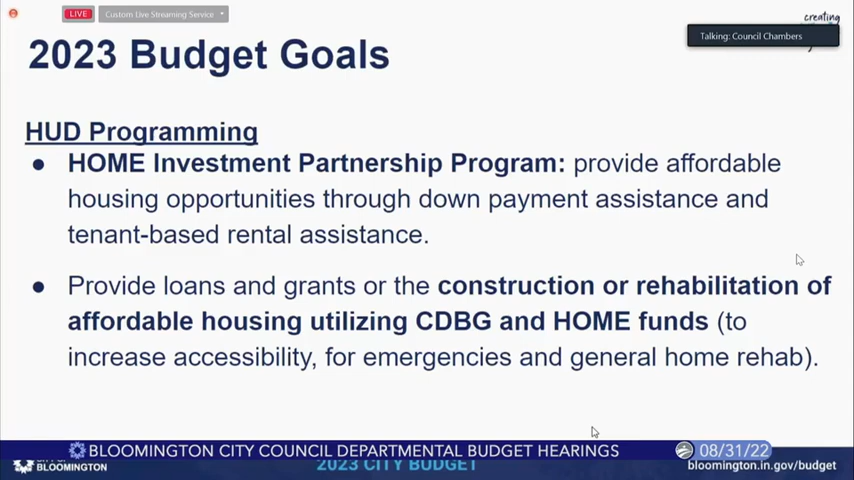 LIVE
Custom Live Streaming Service
creating
Talking: Council Chambers
2023 Budget Goals
HUD Programming
● HOME Investment Partnership Program: provide affordable
housing opportunities through down payment assistance and
tenant-based rental assistance.
● Provide loans and grants or the construction or rehabilitation of
affordable housing utilizing CDBG and HOME funds (to
increase accessibility, for emergencies and general home rehab).
BLOOMINGTON CITY COUNCIL DEPARTMENTAL BUDGET HEARINGS
08/31/22
BLOOMINGTON
2023 CITY BUDGET
bloomington.in.gov/budget